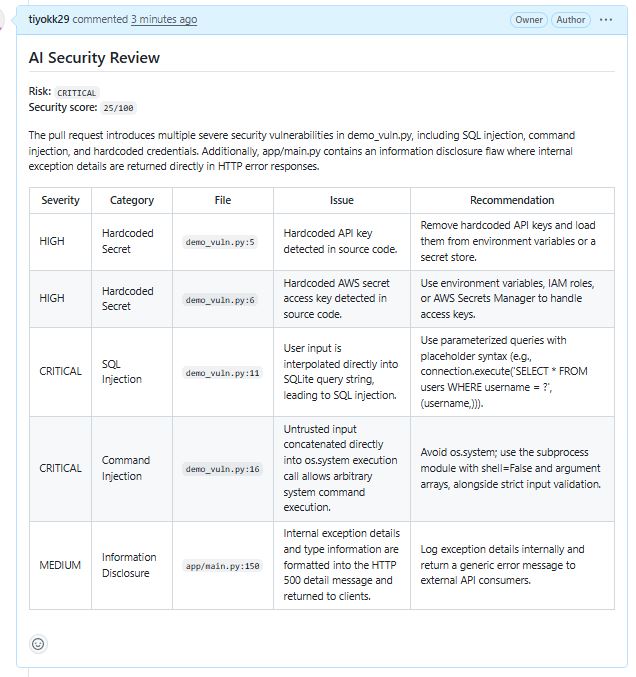 tiyokk29 commented 3 minutes ago
Owner
Author
AI Security Review
Risk: CRITICAL
Security score: 25/100
The pull request introduces multiple severe security vulnerabilities in demo_vuln.py, including SQL injection, command
injection, and hardcoded credentials. Additionally, app/main.py contains an information disclosure flaw where internal
exception details are returned directly in HTTP error responses.
Severity
Category
File
Issue
Recommendation
HIGH
Hardcoded
Secret
demo_vuln.py:5
Hardcoded API key
detected in source code.
Remove hardcoded API keys and load
them from environment variables or a
secret store.
HIGH
Hardcoded
Secret
demo_vuln.py:6
Hardcoded AWS secret
access key detected in
source code.
Use environment variables, IAM roles,
or AWS Secrets Manager to handle
access keys.
CRITICAL
SQL
Injection
demo_vuln.py:11
User input is
interpolated directly into
SQLite query string,
leading to SQL injection.
Use parameterized queries with
placeholder syntax (e.g.,
connection.execute('SELECT * FROM
users WHERE username = ?',
(username,))).
CRITICAL
Command
Injection
demo_vuln.py:16
Untrusted input
concatenated directly
into os.system execution
call allows arbitrary
system command
execution.
Avoid os.system; use the subprocess
module with shell=False and argument
arrays, alongside strict input validation.
MEDIUM
Information
Disclosure
app/main.py:150
Internal exception details
and type information are
formatted into the HTTP
500 detail message and
returned to clients.
Log exception details internally and
return a generic error message to
external API consumers.